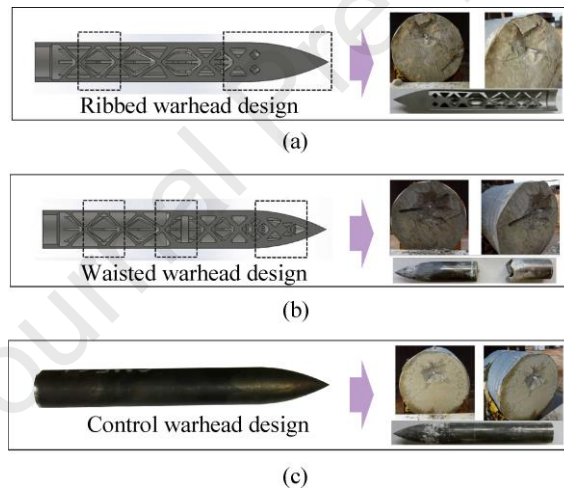 Ribbed warhead design
(a)
Waisted warhead design
(b)
Control warhead design
(c)